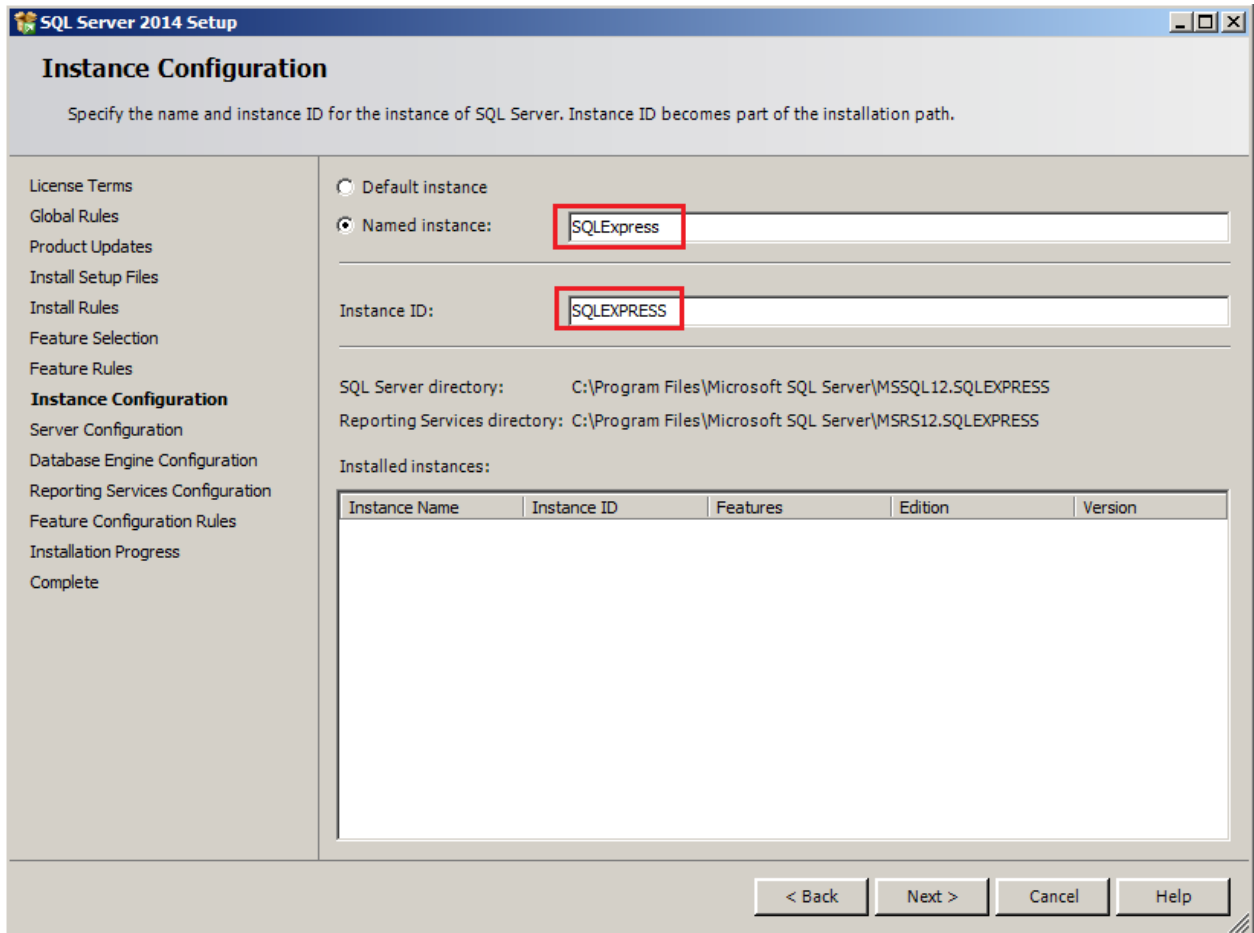 SQL Server 2014 Setup
Instance Configuration
Specify the name and instance ID for the instance of SQL Server. Instance ID becomes part of the installation path.
License Terms
Global Rules
Product Updates
Install Setup Files
Install Rules
Feature Selection
Feature Rules
Instance Configuration
Server Configuration
Database Engine Configuration
Reporting Services Configuration
Feature Configuration Rules
Installation Progress
Complete
Default instance
Named instance: SQLExpress
Instance ID: SQLEXPRESS
SQL Server directory: C:\Program Files\Microsoft SQL Server\MSSQL12.SQLEXPRESS
Reporting Services directory: C:\Program Files\Microsoft SQL Server\MSRS12.SQLEXPRESS
Installed instances:
Instance Name Instance ID Features Edition Version
< Back Next > Cancel Help